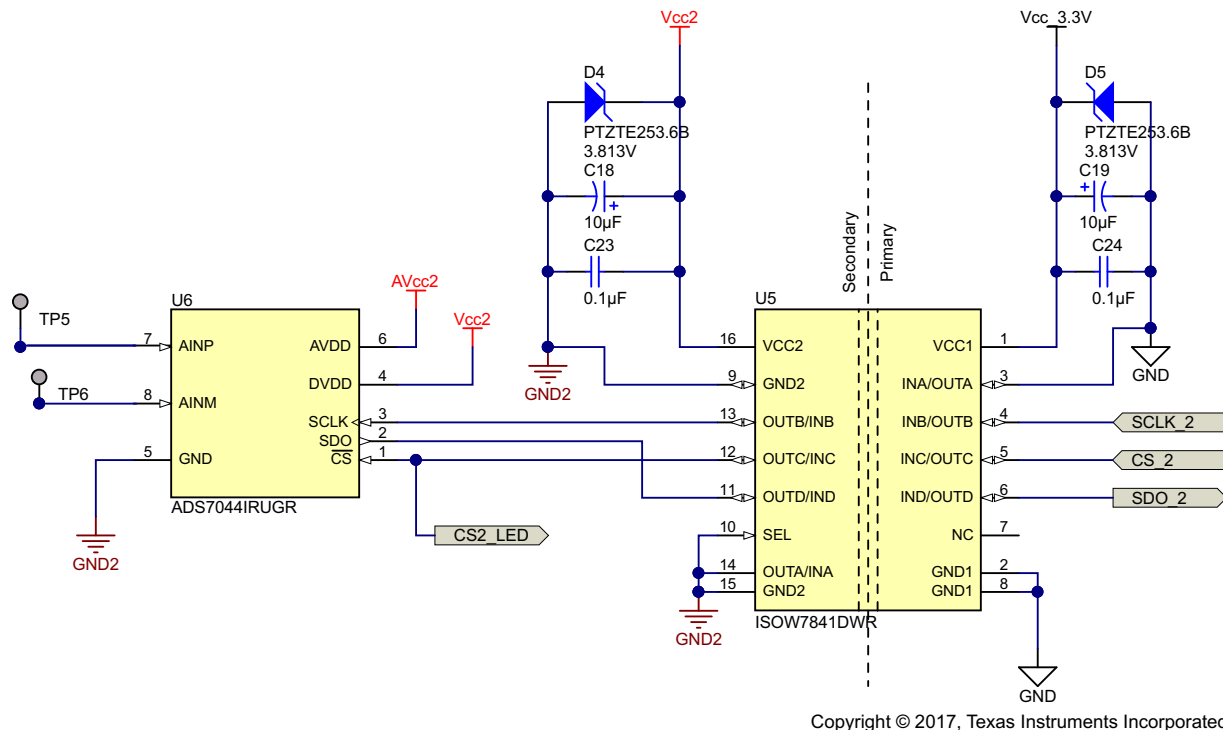 Vcc2
Vcc_3.3V
D4
PTZTE253.6B
3.813V
C18
+
10µF
C23
0.1µF
D5
PTZTE253.6B
3.813V
C19
+
10µF
C24
0.1µF
Secondary
Primary
GND2
GND
TP5
TP6
AVcc2
Vcc2
U6
7 AINP
8 AINM
5 GND
AVDD 6
DVDD 4
SCLK 3
SDO 2
CS 1
ADS7044IRUGR
GND2
CS2_LED
U5
16 VCC2
9 GND2
13 OUTB/INB
12 OUTC/INC
11 OUTD/IND
10 SEL
14 OUTA/INA
15 GND2
VCC1 1
INA/OUTA 3
INB/OUTB 4
INC/OUTC 5
IND/OUTD 6
NC 7
GND1 2
GND1 8
ISOW7841DWR
SCLK_2
CS_2
SDO_2
GND2
GND
Copyright © 2017, Texas Instruments Incorporated